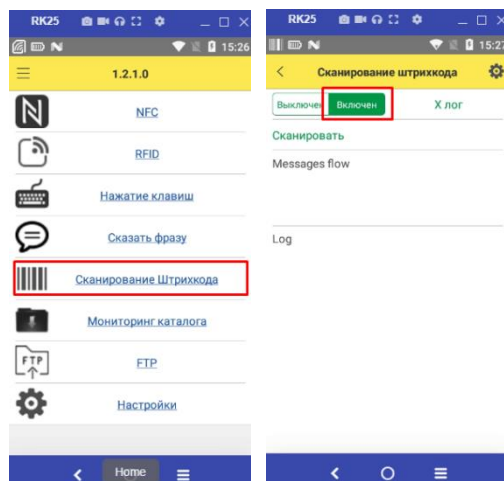 RK25
15:26
1.2.1.0
NFC
RFID
Нажатие клавиш
Сказать фразу
Сканирование Штрихкода
Мониторинг каталога
FTP
FTP
Настройки
Home
RK25
15:27
Сканирование штрихкода
Выключен Включен X лог
Сканировать
Messages flow
Log